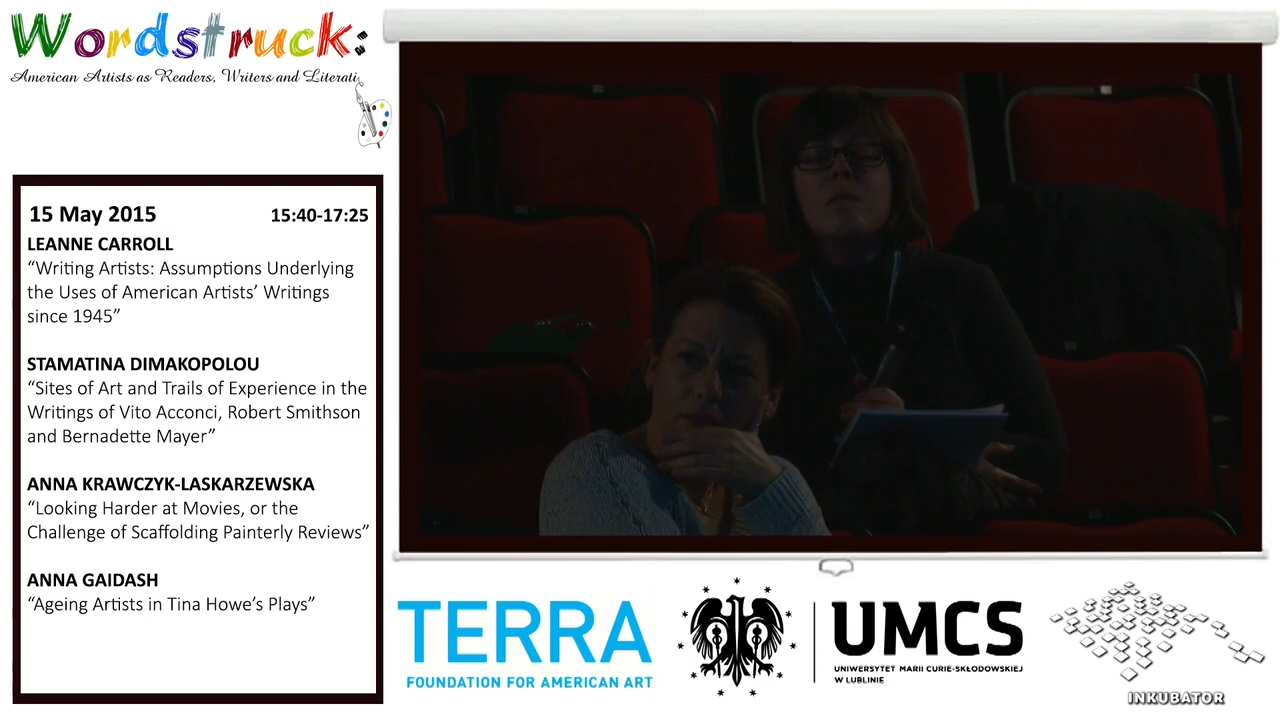 Wordstruck:
American Artists as Readers, Writers and Literati
15 May 2015 15:40-17:25
LEANNE CARROLL
“Writing Artists: Assumptions Underlying
the Uses of American Artists’ Writings
since 1945”
STAMATINA DIMAKOPOLOU
“Sites of Art and Trails of Experience in the
Writings of Vito Acconci, Robert Smithson
and Bernadette Mayer”
ANNA KRAWCZYK-LASKARZEWSKA
“Looking Harder at Movies, or the
Challenge of Scaffolding Painterly Reviews”
ANNA GAIDASH
“Ageing Artists in Tina Howe’s Plays”
TERRA
FOUNDATION FOR AMERICAN ART
UMCS
UNIWERSYTET MARII CURIE-SKŁODOWSKIEJ
W LUBLINIE
INKUBATOR